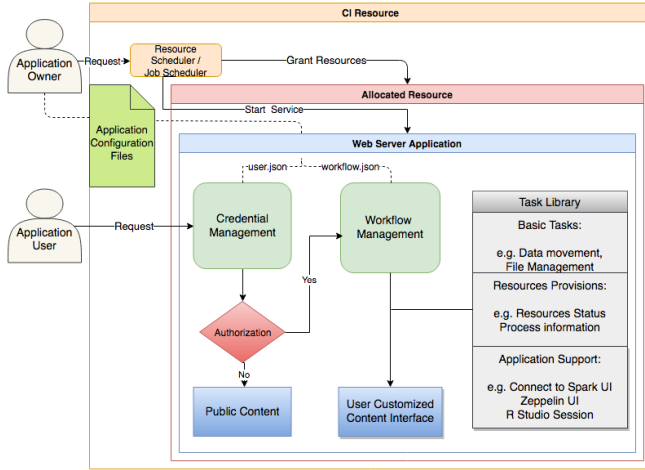 CI Resource
Application
Owner
Request
Resource
Scheduler /
Job Scheduler
Grant Resources
Allocated Resource
Start Service
Application
Configuration
Files
Web Server Application
user.json
workflow.json
Application
User
Request
Credential
Management
Workflow
Management
Yes
Authorization
No
Public Content
User Customized
Content Interface
Task Library
Basic Tasks:
e.g. Data movement,
File Management
Resources Provisions:
e.g. Resources Status
Process information
Application Support:
e.g. Connect to Spark UI
Zeppelin UI
R Studio Session